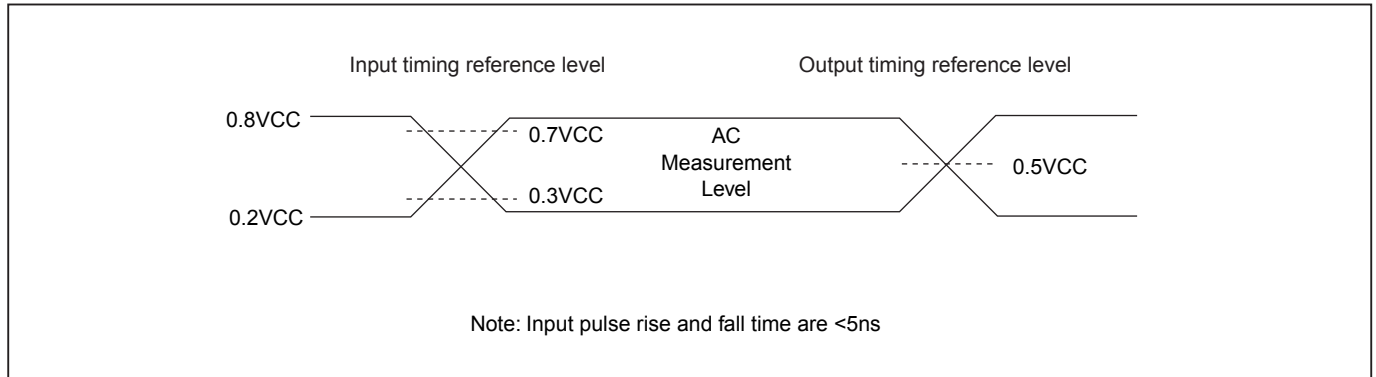 Input timing reference level
Output timing reference level
0.8VCC
0.7VCC
AC
Measurement
Level
0.5VCC
0.3VCC
0.2VCC
Note: Input pulse rise and fall time are <5ns